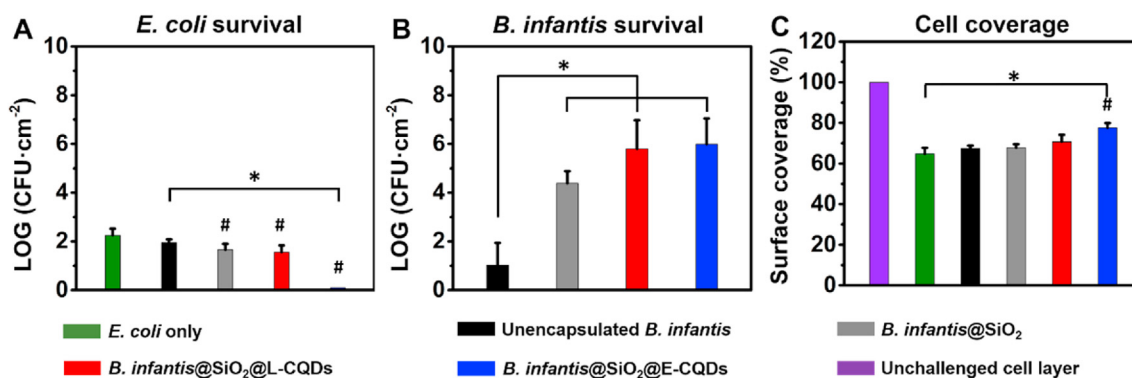 A E. coli survival
LOG (CFU·cm⁻²)
10
8
6
4
2
0
*
# #
#
B B. infantis survival
LOG (CFU·cm⁻²)
10
8
6
4
2
0
*
C Cell coverage
Surface coverage (%)
120
100
80
60
40
20
0
*
#
E. coli only
Unencapsulated B. infantis
B. infantis@SiO₂
B. infantis@SiO₂@L-CQDs
B. infantis@SiO₂@E-CQDs
Unchallenged cell layer